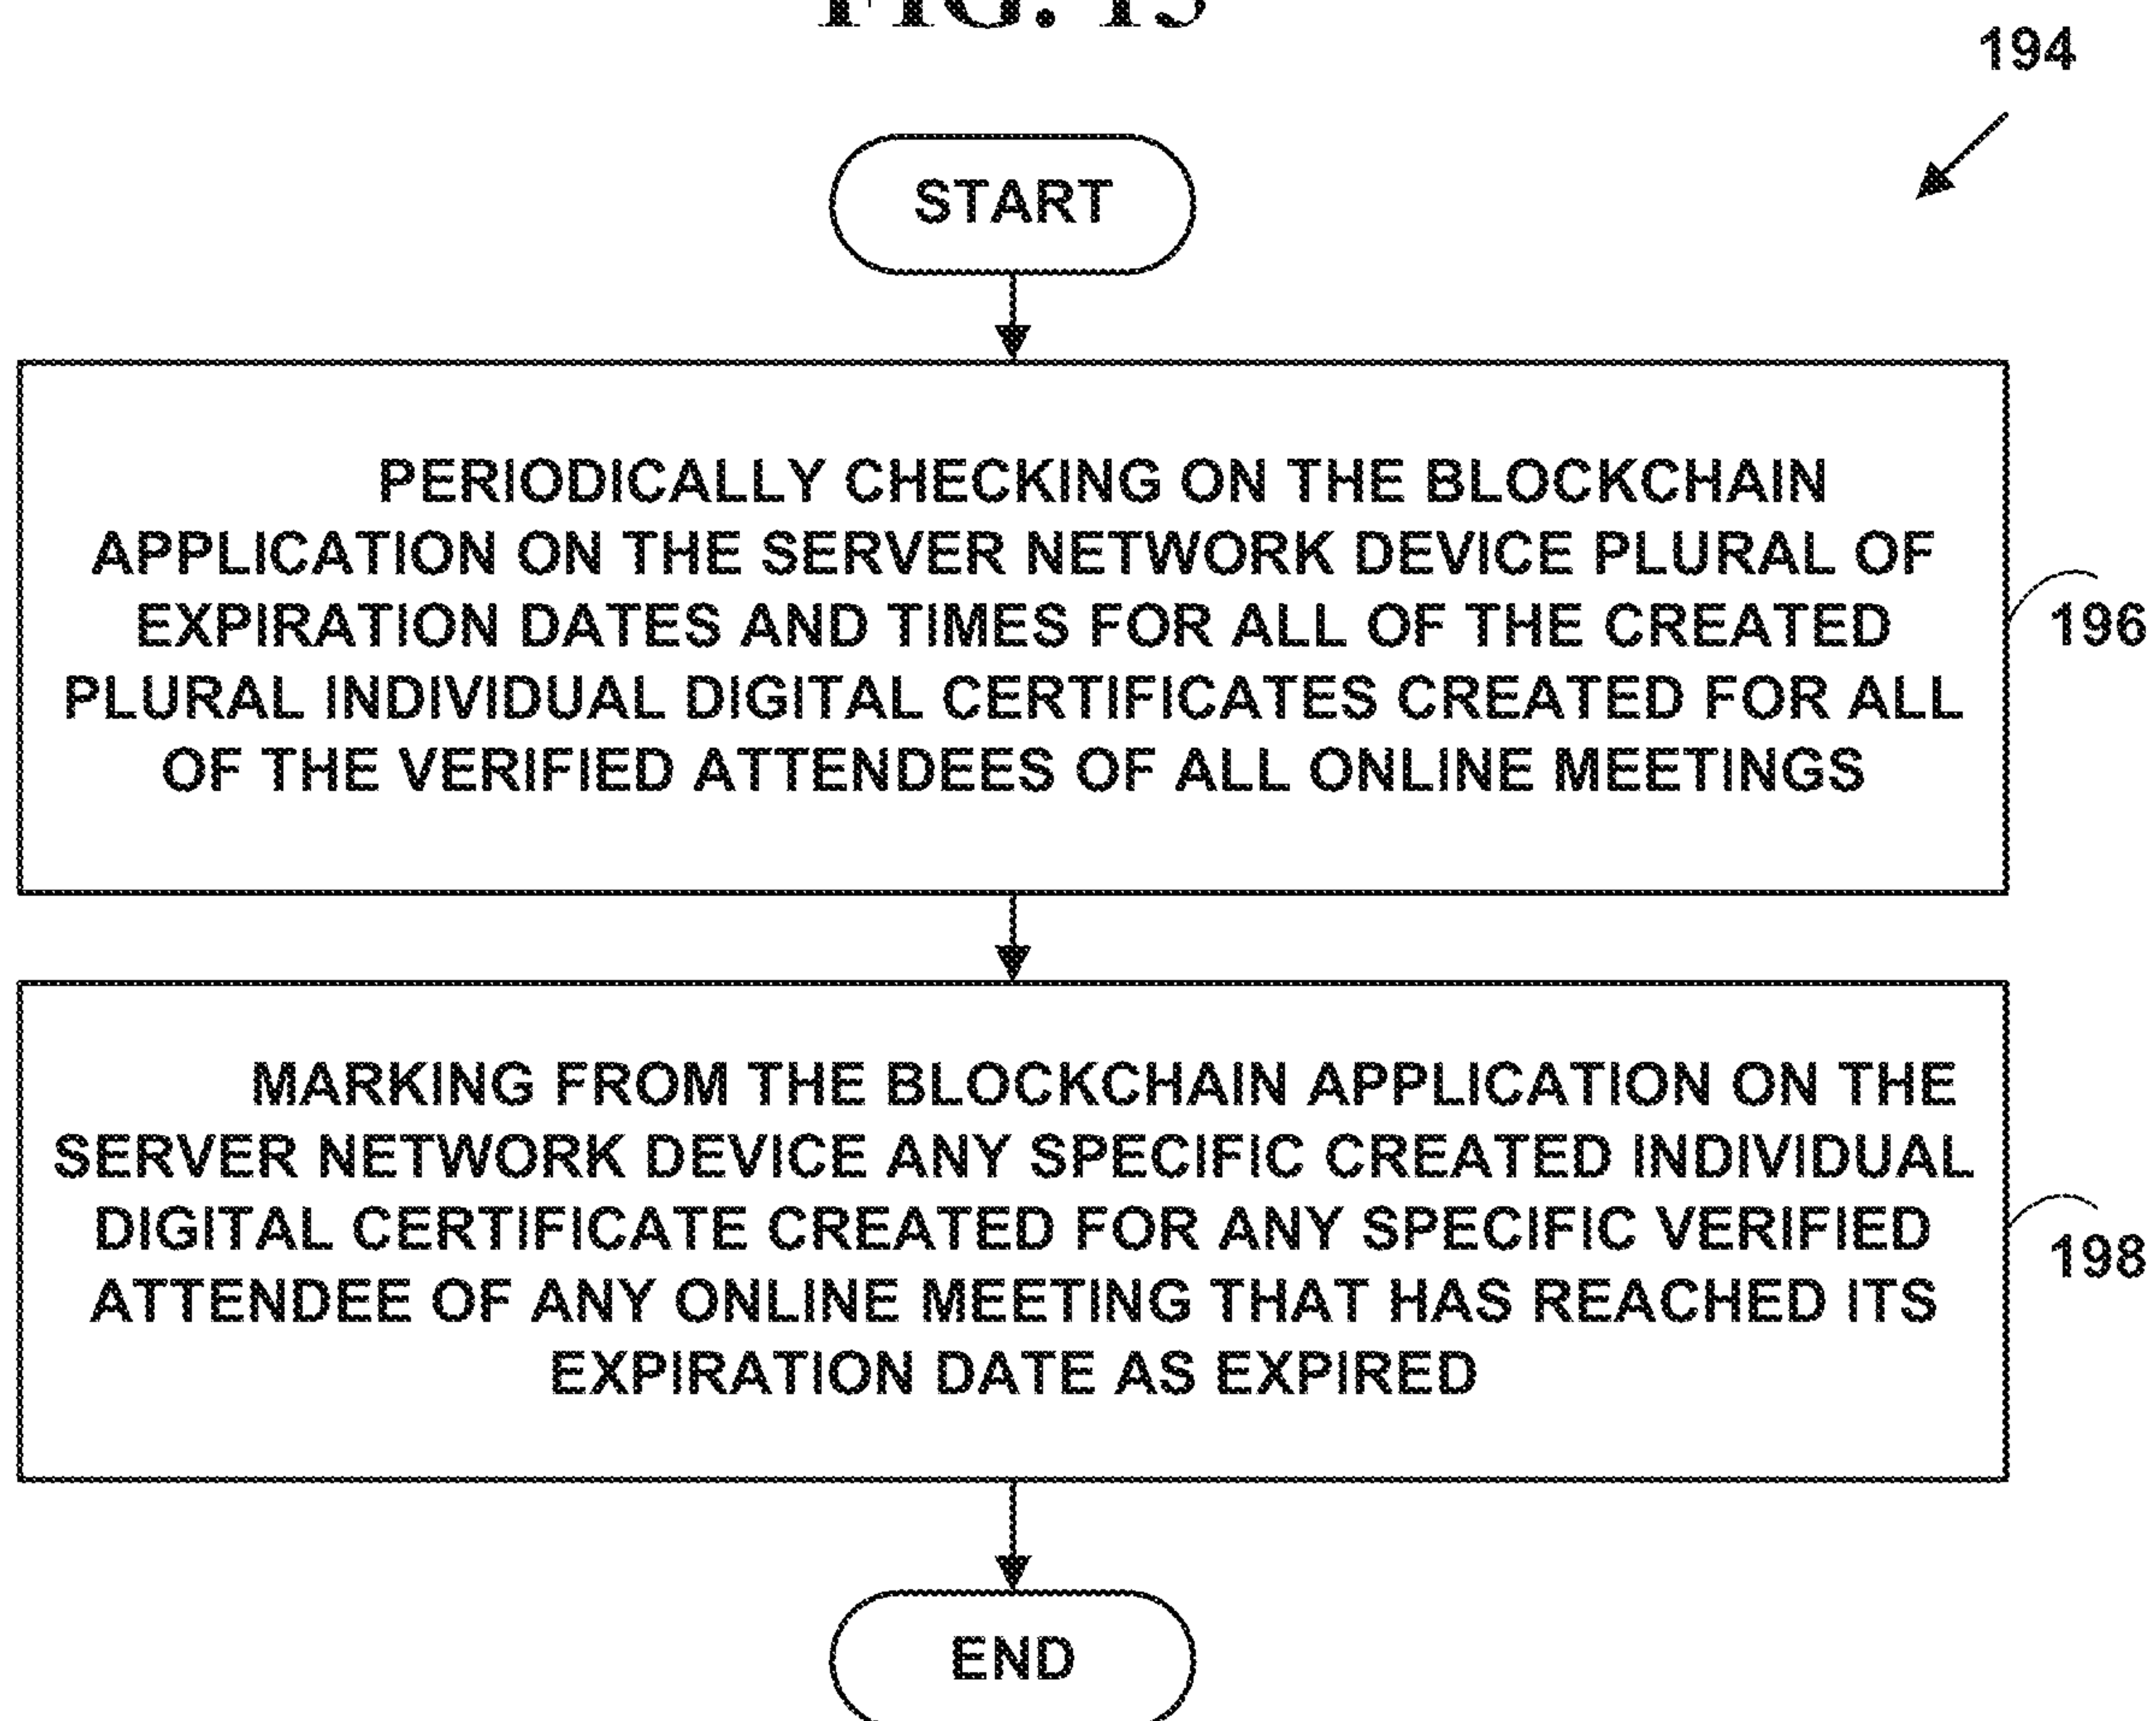 FIG. 13
194
START
PERIODICALLY CHECKING ON THE BLOCKCHAIN
APPLICATION ON THE SERVER NETWORK DEVICE PLURAL OF
EXPIRATION DATES AND TIMES FOR ALL OF THE CREATED
PLURAL INDIVIDUAL DIGITAL CERTIFICATES CREATED FOR ALL
OF THE VERIFIED ATTENDEES OF ALL ONLINE MEETINGS
196
MARKING FROM THE BLOCKCHAIN APPLICATION ON THE
SERVER NETWORK DEVICE ANY SPECIFIC CREATED INDIVIDUAL
DIGITAL CERTIFICATE CREATED FOR ANY SPECIFIC VERIFIED
ATTENDEE OF ANY ONLINE MEETING THAT HAS REACHED ITS
EXPIRATION DATE AS EXPIRED
198
END